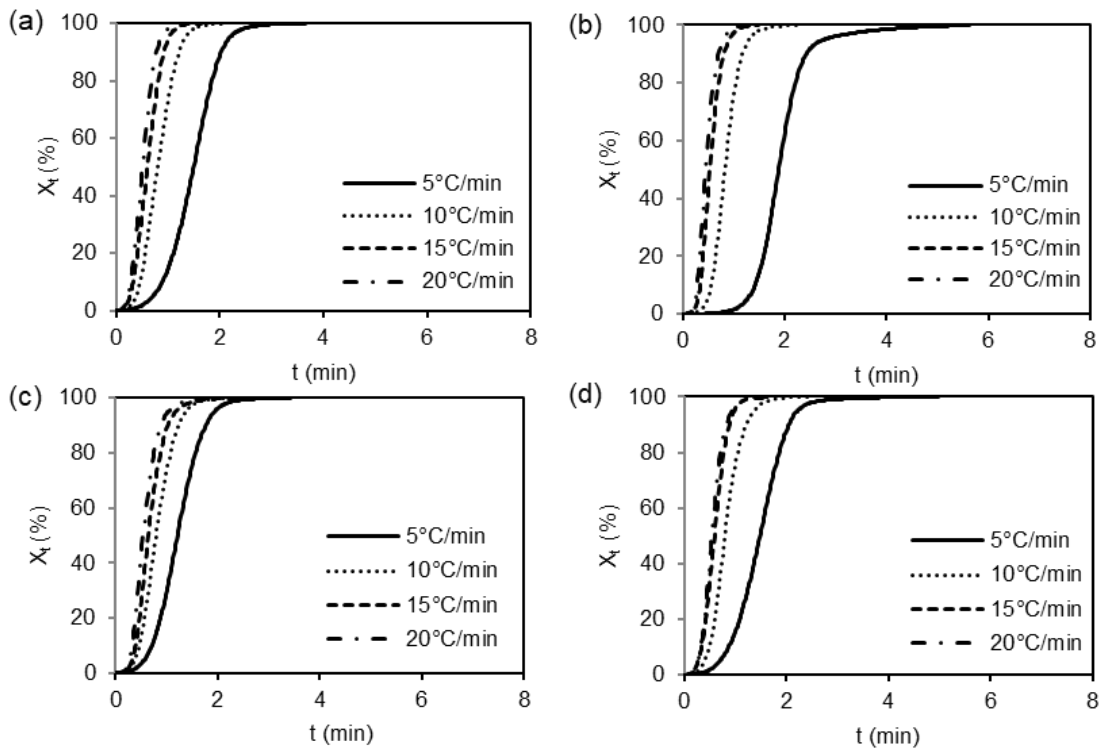 (a)
100
80
60
40
20
0
Xt (%)
5°C/min
10°C/min
15°C/min
20°C/min
0 2 4 6 8
t (min)
(b)
100
80
60
40
20
0
Xt (%)
5°C/min
10°C/min
15°C/min
20°C/min
0 2 4 6 8
t (min)
(c)
100
80
60
40
20
0
Xt (%)
5°C/min
10°C/min
15°C/min
20°C/min
0 2 4 6 8
t (min)
(d)
100
80
60
40
20
0
Xt (%)
5°C/min
10°C/min
15°C/min
20°C/min
0 2 4 6 8
t (min)